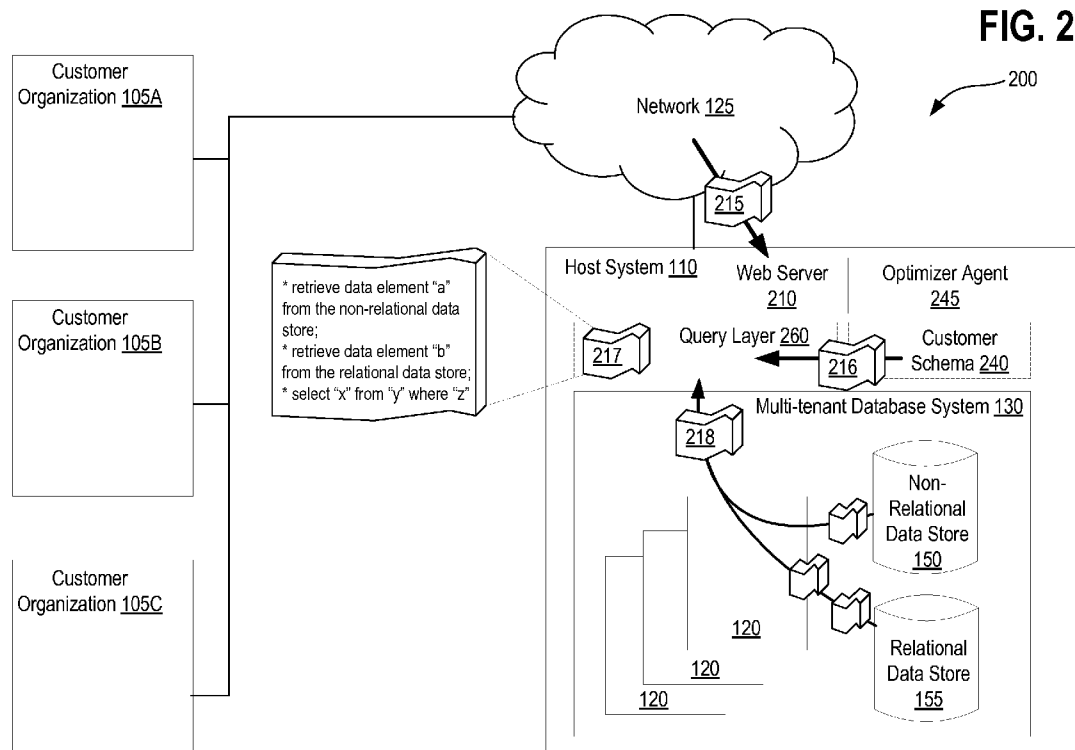 FIG. 2
200
Customer
Organization 105A
Network 125
215
Host System 110
Web Server
210
Optimizer Agent
245
* retrieve data element "a"
from the non-relational data
store;
* retrieve data element "b"
from the relational data store;
* select "x" from "y" where "z"
217
Query Layer 260
216
Customer
Schema 240
Customer
Organization 105B
Multi-tenant Database System 130
218
Non-
Relational
Data Store
150
Customer
Organization 105C
120
120
120
Relational
Data Store
155